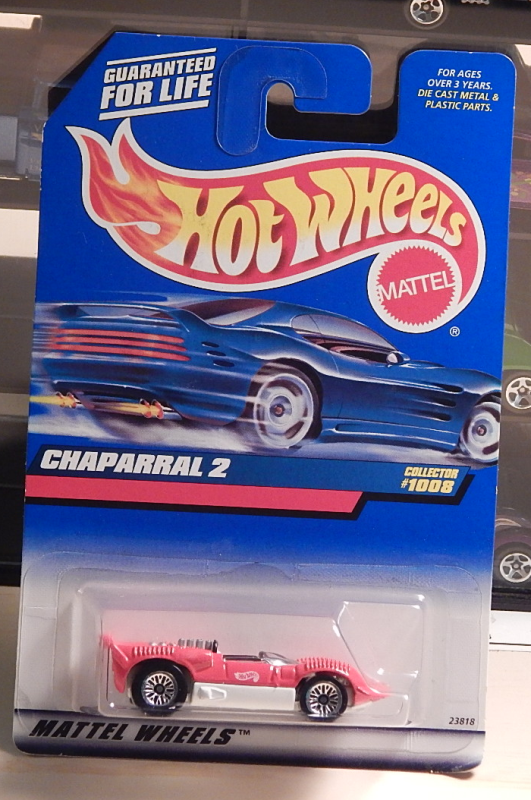 GUARANTEED
FOR LIFE
FOR AGES
OVER 3 YEARS.
DIE CAST METAL &
PLASTIC PARTS.
HOT WHEELS
MATTEL
®
CHAPARRAL 2
COLLECTOR
#1008
23818
MATTEL WHEELS™